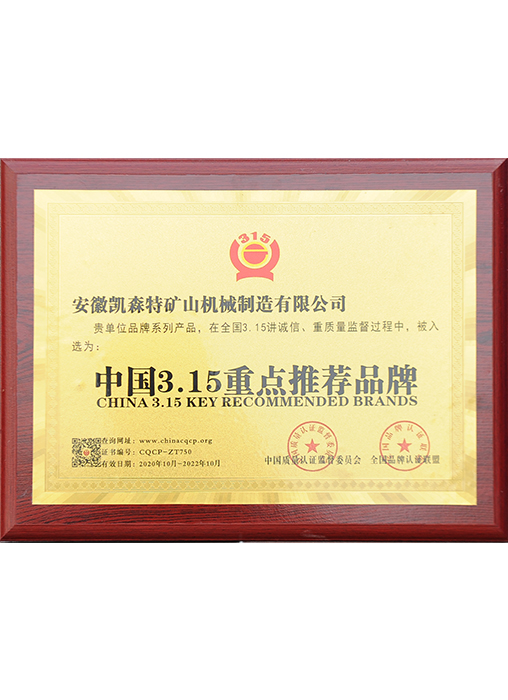 315
安徽凯森特矿山机械制造有限公司
贵单位品牌系列产品，在全国3.15讲诚信、重质量监督过程中，被入
选为：
中国3.15重点推荐品牌
CHINA 3.15 KEY RECOMMENDED BRANDS
查询网址：www.chinacqcp.org
证书编号：CQCP-ZT750
有效日期：2020年10月-2022年10月
中国质量认证监督委员会 全国品牌认证联盟